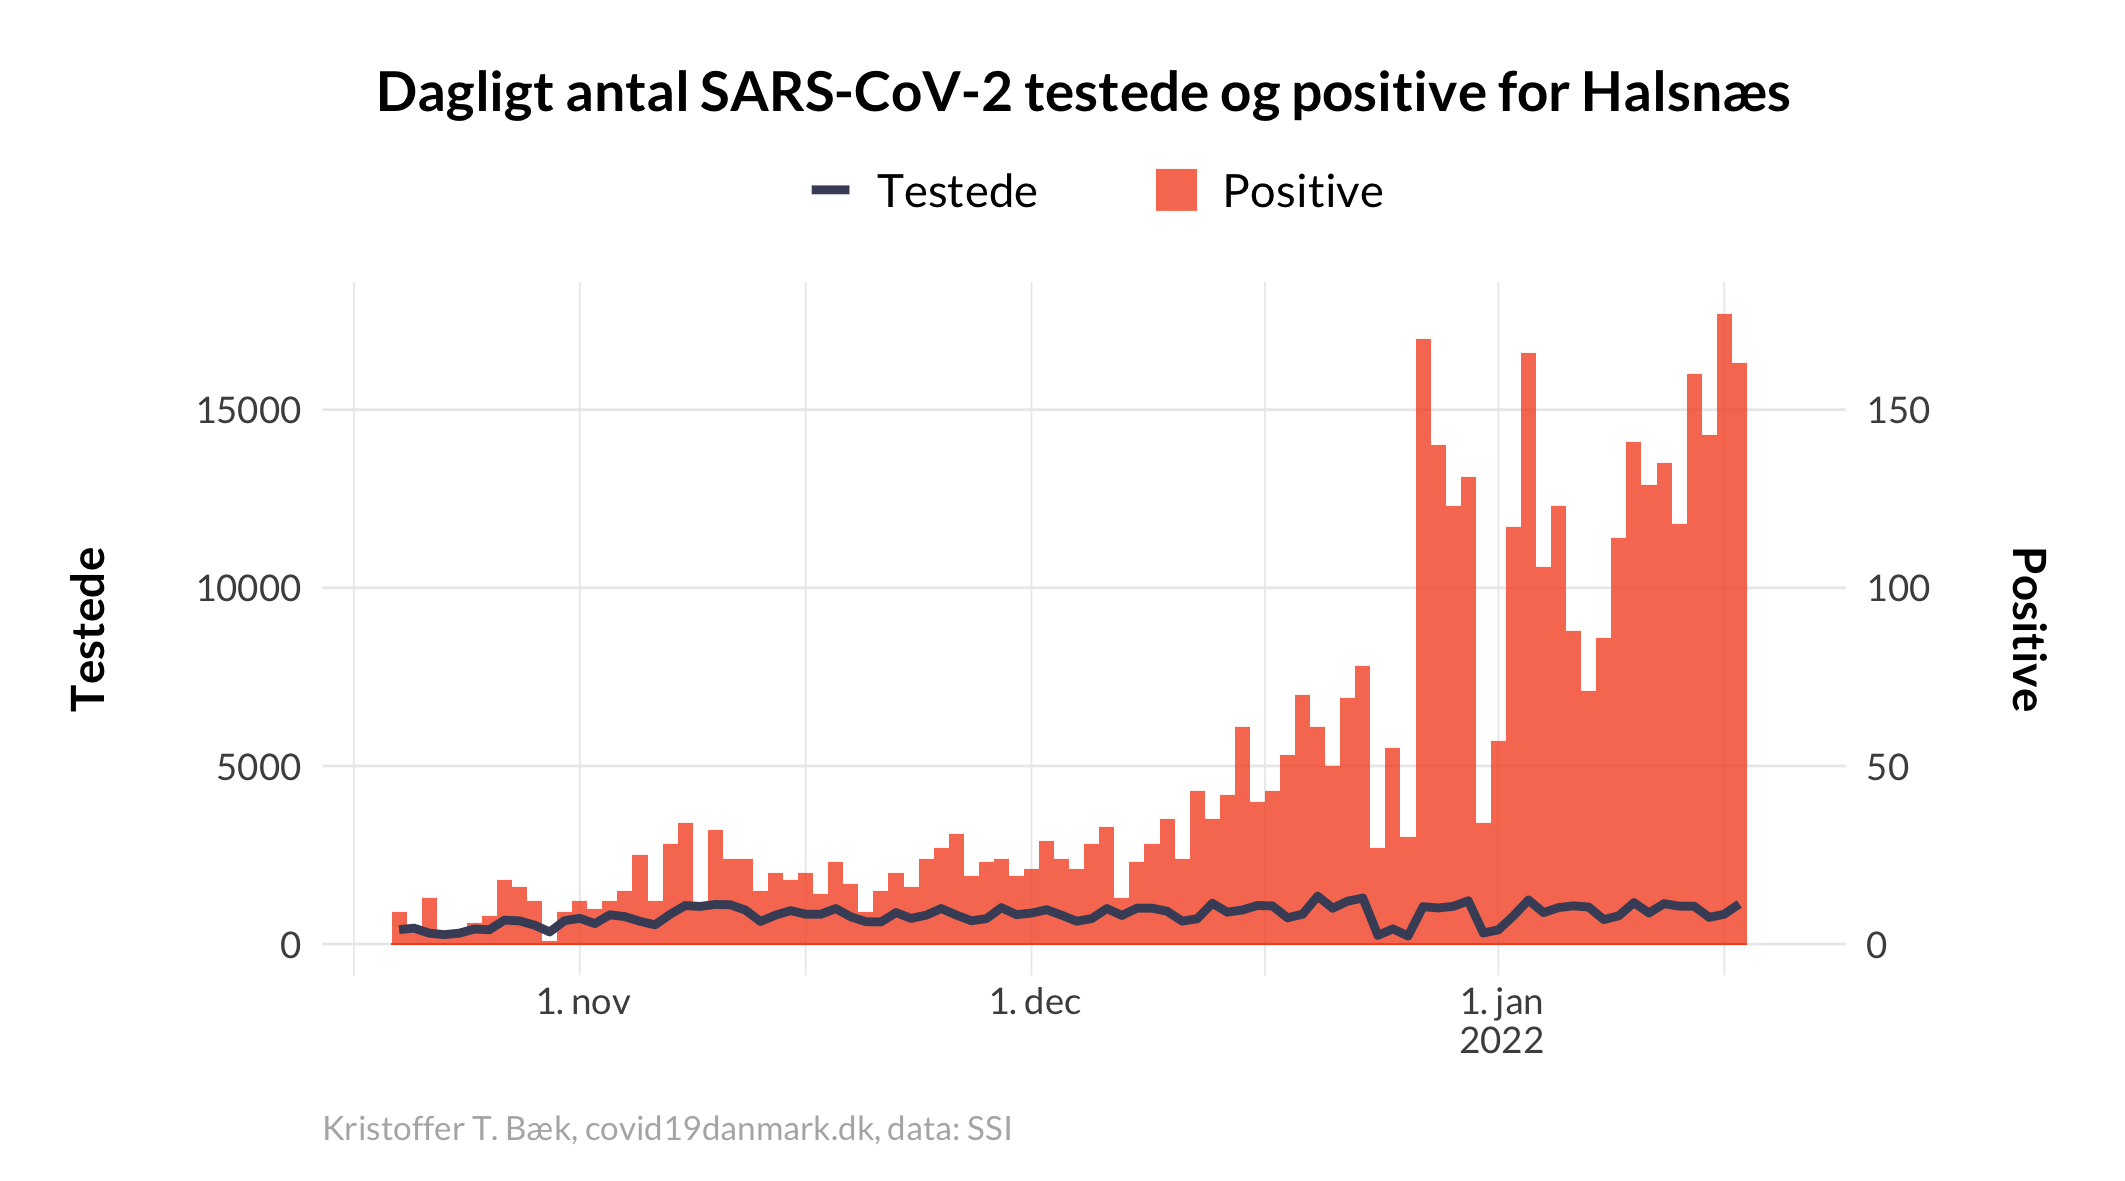 Dagligt antal SARS-CoV-2 testede og positive for Halsnæs
Testede
Positive
15000
10000
5000
0
150
100
50
0
Testede
Positive
1. nov
1. dec
1. jan
2022
Kristoffer T. Bæk, covid19danmark.dk, data: SSI